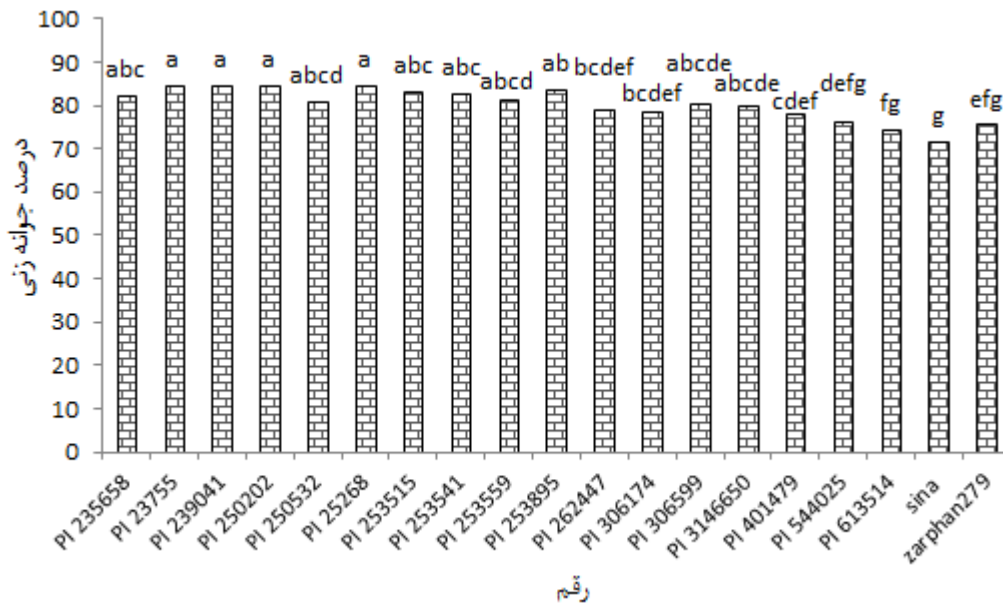 درصد جوانه زنی
100
90
80
70
60
50
40
30
20
10
0
abc
a
a
a
abcd
a
abc
abc
abcd
ab
bcdef
bcdef
abcde
abcde
cdef
defg
fg
g
efg
PI 235658
PI 23755
PI 239041
PI 250202
PI 250532
PI 25268
PI 253515
PI 253541
PI 253559
PI 253895
PI 262447
PI 306174
PI 306599
PI 3146650
PI 401479
PI 544025
PI 613514
sina
zarphan279
رقم